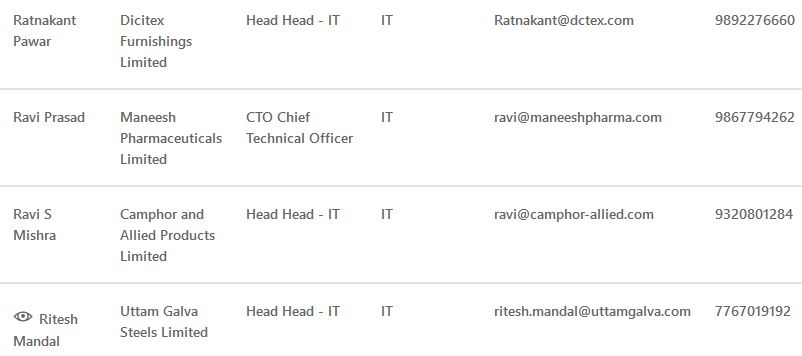 Ratnakant Dicitex Head Head - IT IT Ratnakant@dctex.com 9892276660
Pawar Furnishings
Limited
Ravi Prasad Maneesh CTO Chief IT ravi@maneeshpharma.com 9867794262
Pharmaceuticals Technical Officer
Limited
Ravi S Camphor and Head Head - IT IT ravi@camphor-allied.com 9320801284
Mishra Allied Products
Limited
Ritesh Uttam Galva Head Head - IT IT ritesh.mandal@uttamgalva.com 7767019192
Mandal Steels Limited